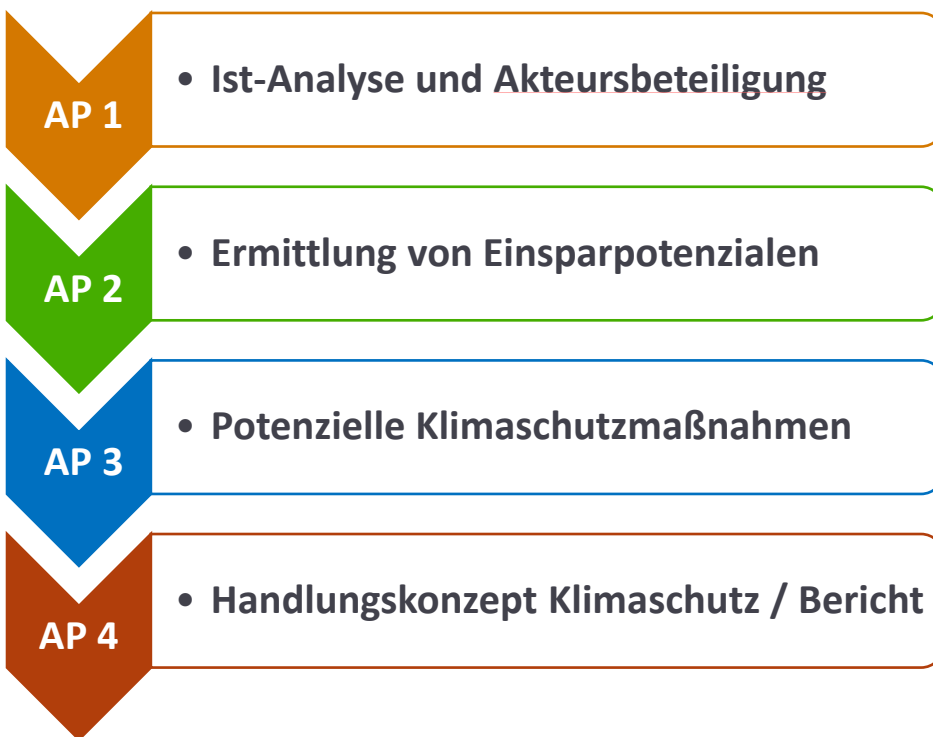 AP 1
• Ist-Analyse und Akteursbeteiligung
AP 2
• Ermittlung von Einsparpotenzialen
AP 3
• Potenzielle Klimaschutzmaßnahmen
AP 4
• Handlungskonzept Klimaschutz / Bericht